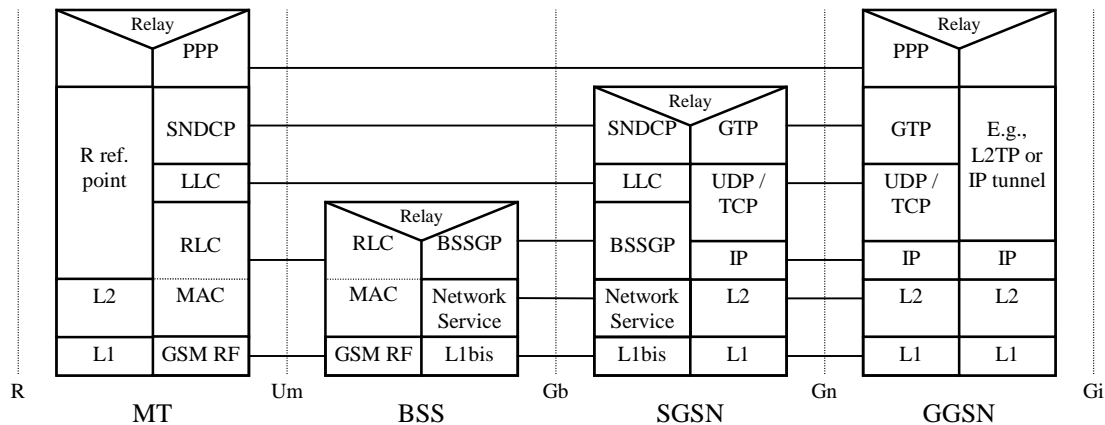 Relay
PPP
R ref.
point
SNDCP
LLC
RLC
L2
MAC
L1
GSM RF
Relay
RLC
BSSGP
MAC
Network
Service
GSM RF
L1bis
Relay
SNDCP
GTP
LLC
UDP /
TCP
BSSGP
IP
Network
Service
L2
L1bis
L1
Relay
PPP
GTP
E.g.,
L2TP or
IP tunnel
UDP /
TCP
IP
IP
L2
L2
L1
L1
R
Um
Gb
Gn
Gi
MT
BSS
SGSN
GGSN